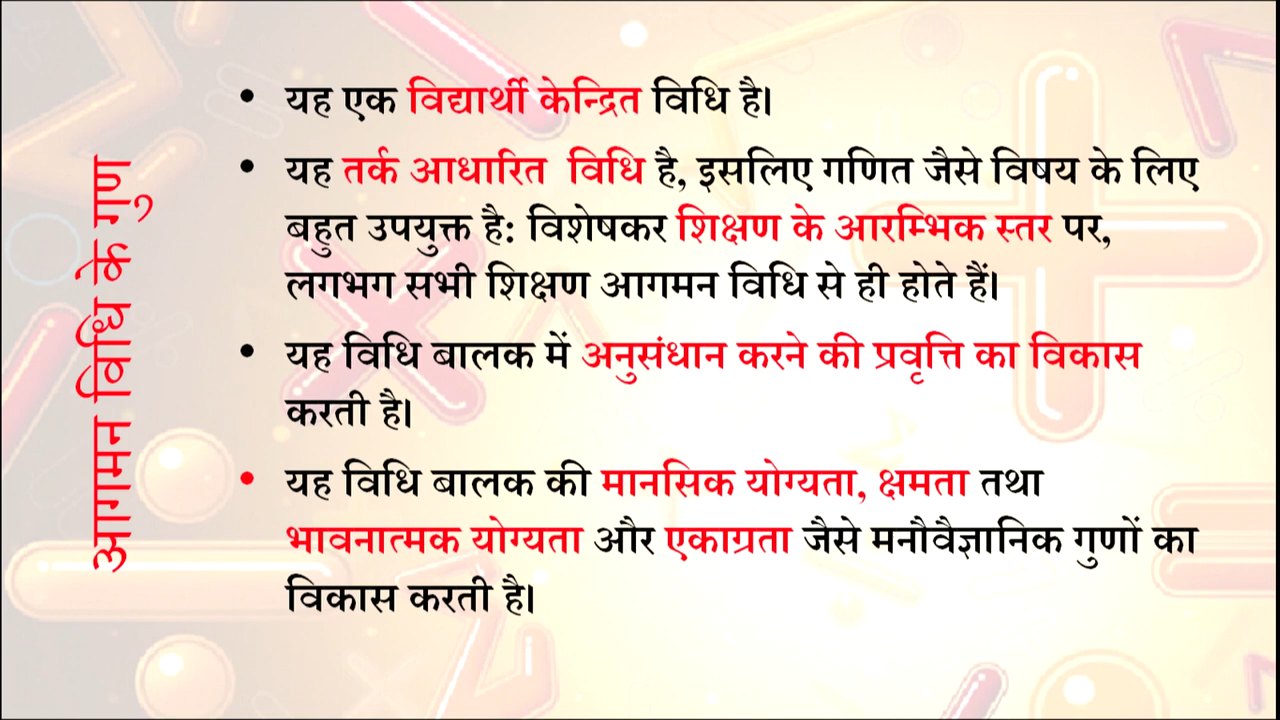 आगमन विधि के गुण
• यह एक विद्यार्थी केन्द्रित विधि है।
• यह तर्क आधारित विधि है, इसलिए गणित जैसे विषय के लिए
बहुत उपयुक्त है: विशेषकर शिक्षण के आरम्भिक स्तर पर,
लगभग सभी शिक्षण आगमन विधि से ही होते हैं।
• यह विधि बालक में अनुसंधान करने की प्रवृत्ति का विकास
करती है।
• यह विधि बालक की मानसिक योग्यता, क्षमता तथा
भावनात्मक योग्यता और एकाग्रता जैसे मनौवैज्ञानिक गुणों का
विकास करती है।